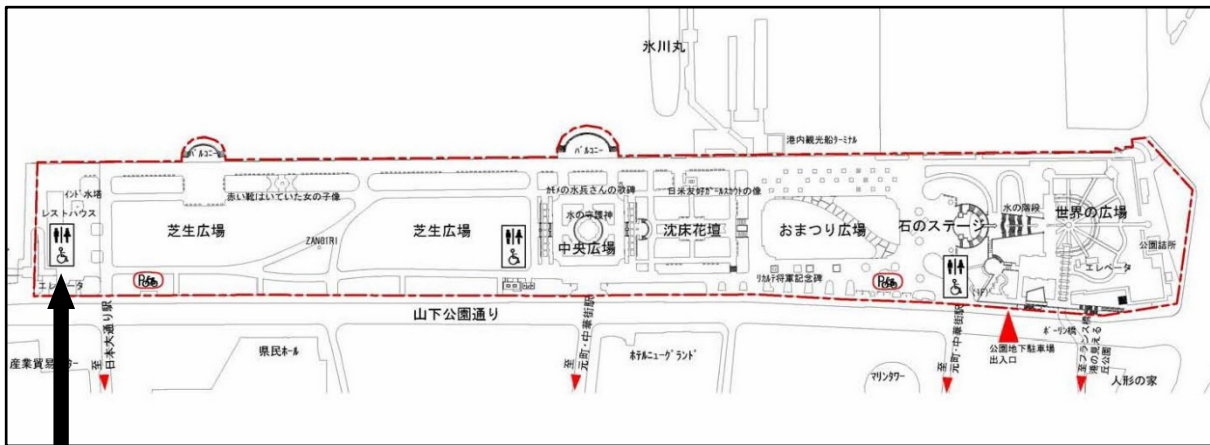 氷川丸
バルコニー
バルコニー
港内観光船ターミナル
インド水塔
レストハウス
赤い靴はいていた女の子像
カモメの水兵さんの歌碑
日米友好ガールスカウトの像
水の守護神
水の階段
世界の広場
芝生広場
ZANGIRI
芝生広場
中央広場
沈床花壇
おまつり広場
石のステージ
公園詰所
エレベータ
エレベータ
リカルテ将軍記念碑
山下公園通り
ポーリン橋
公園地下駐車場
出入口
至
日本大通り駅
至
元町・中華街駅
至
元町・中華街駅
至フランス橋
港の見える
丘公園
県民ホール
ホテルニューグランド
マリンタワー
人形の家